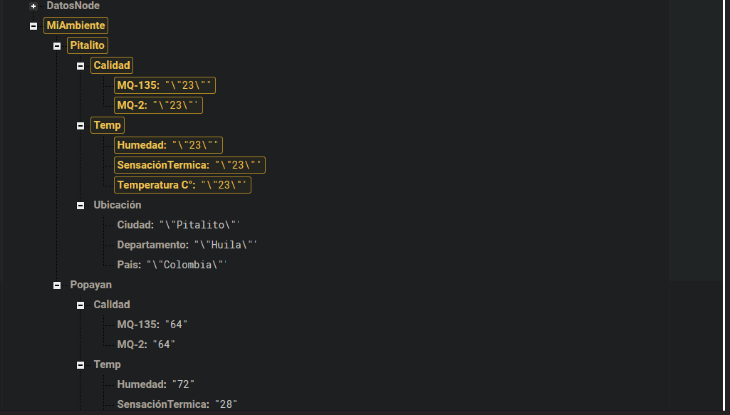 DatosNode
MiAmbiente
Pitalito
Calidad
MQ-135: "\"23\""
MQ-2: "\"23\""
Temp
Humedad: "\"23\""
SensaciónTermica: "\"23\""
Temperatura C°: "\"23\""
Ubicación
Ciudad: "\"Pitalito\""
Departamento: "\"Huila\""
Pais: "\"Colombia\""
Popayan
Calidad
MQ-135: "64"
MQ-2: "64"
Temp
Humedad: "72"
SensaciónTermica: "28"